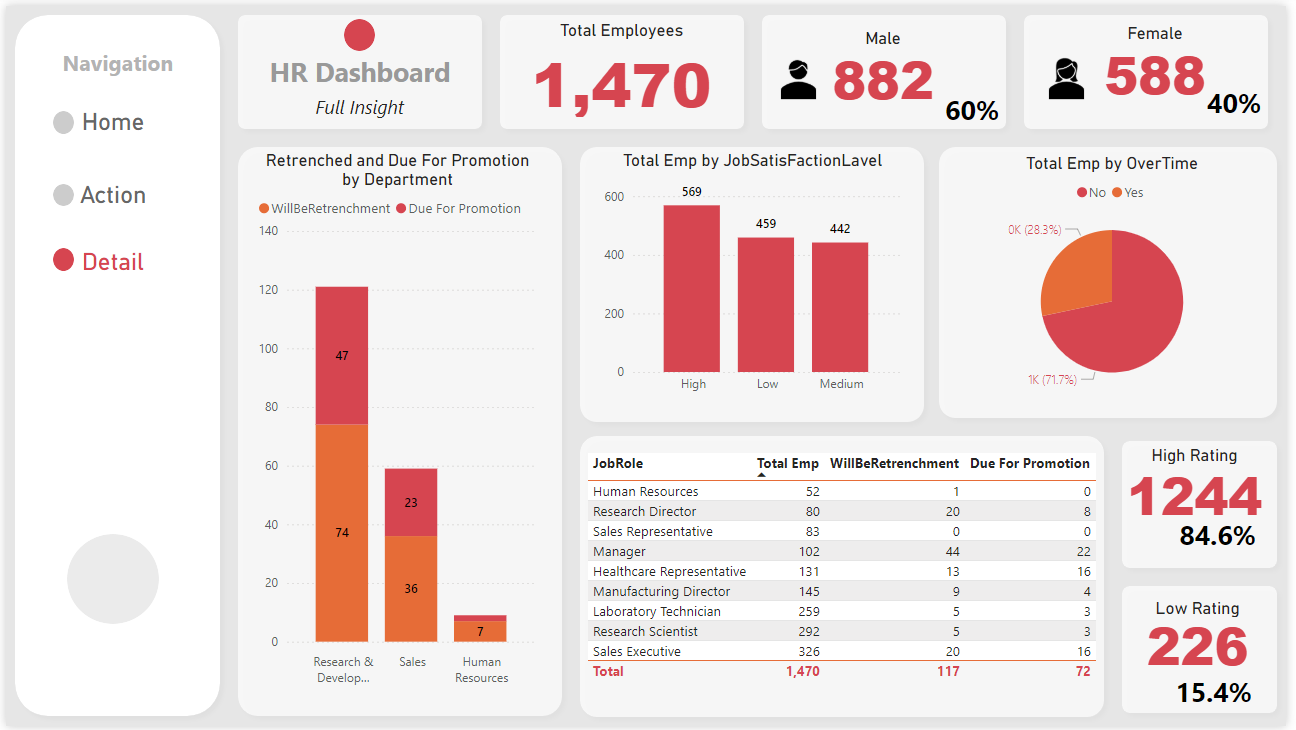 Navigation
Home
Action
Detail
HR Dashboard
Full Insight
Total Employees
1,470
Male
882
60%
Female
588
40%
Retrenched and Due For Promotion
by Department
WillBeRetrenchment Due For Promotion
140
120
100
80
60
40
20
0
47
74
23
36
7
Research &
Develop...
Sales
Human
Resources
Total Emp by JobSatisFactionLavel
600
400
200
0
569
459
442
High Low Medium
Total Emp by OverTime
No Yes
0K (28.3%)
1K (71.7%)
JobRole Total Emp WillBeRetrenchment Due For Promotion
Human Resources 52 1 0
Research Director 80 20 8
Sales Representative 83 0 0
Manager 102 44 22
Healthcare Representative 131 13 16
Manufacturing Director 145 9 4
Laboratory Technician 259 5 3
Research Scientist 292 5 3
Sales Executive 326 20 16
Total 1,470 117 72
High Rating
1244
84.6%
Low Rating
226
15.4%